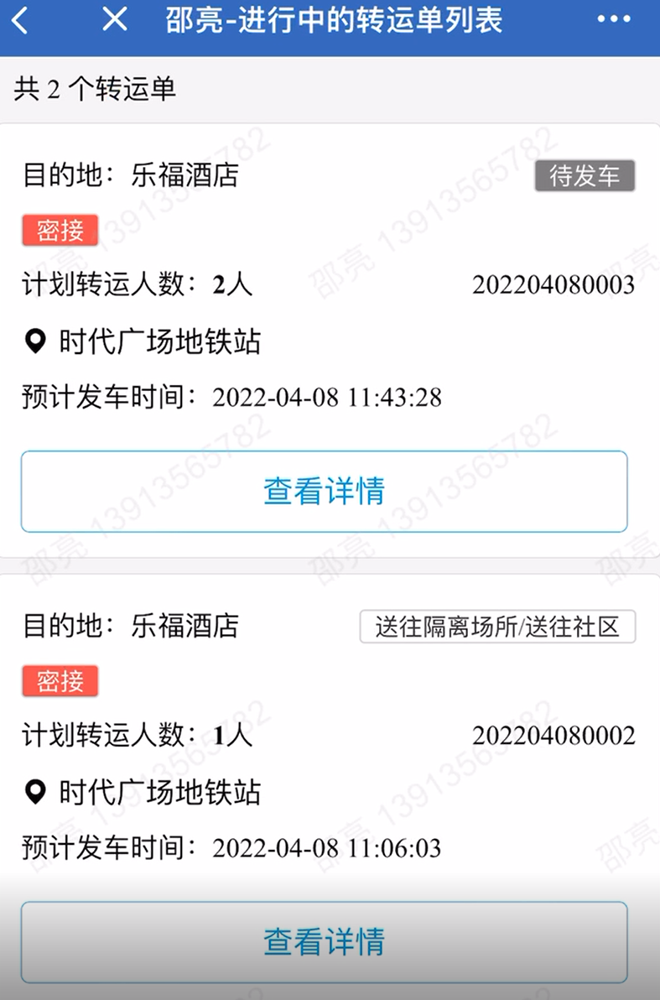 邵亮-进行中的转运单列表
共 2 个转运单
目的地：乐福酒店
待发车
密接
计划转运人数：2人
202204080003
时代广场地铁站
预计发车时间：2022-04-08 11:43:28
查看详情
目的地：乐福酒店
送往隔离场所/送往社区
密接
计划转运人数：1人
202204080002
时代广场地铁站
预计发车时间：2022-04-08 11:06:03
查看详情
邵亮 13913565782